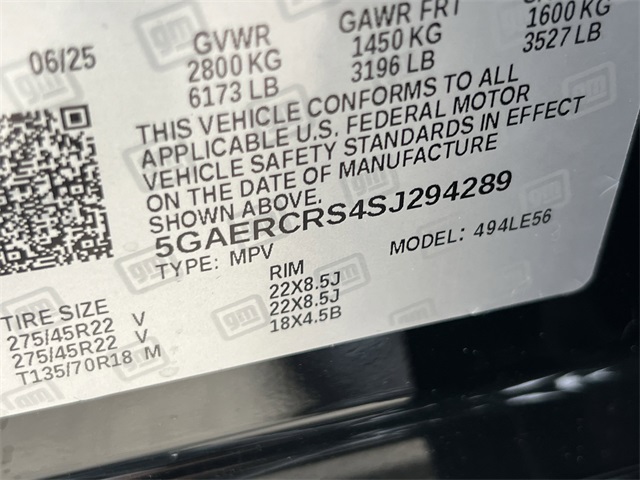 06/25 GVWR GAWR FRT
2800 KG 1450 KG 1600 KG
6173 LB 3196 LB 3527 LB
THIS VEHICLE CONFORMS TO ALL
APPLICABLE U.S. FEDERAL MOTOR
VEHICLE SAFETY STANDARDS IN EFFECT
ON THE DATE OF MANUFACTURE
SHOWN ABOVE.
5GAERCRS4SJ294289
TYPE: MPV MODEL: 494LE56
TIRE SIZE RIM
275/45R22 V 22X8.5J
275/45R22 V 22X8.5J
T135/70R18 M 18X4.5B
gm